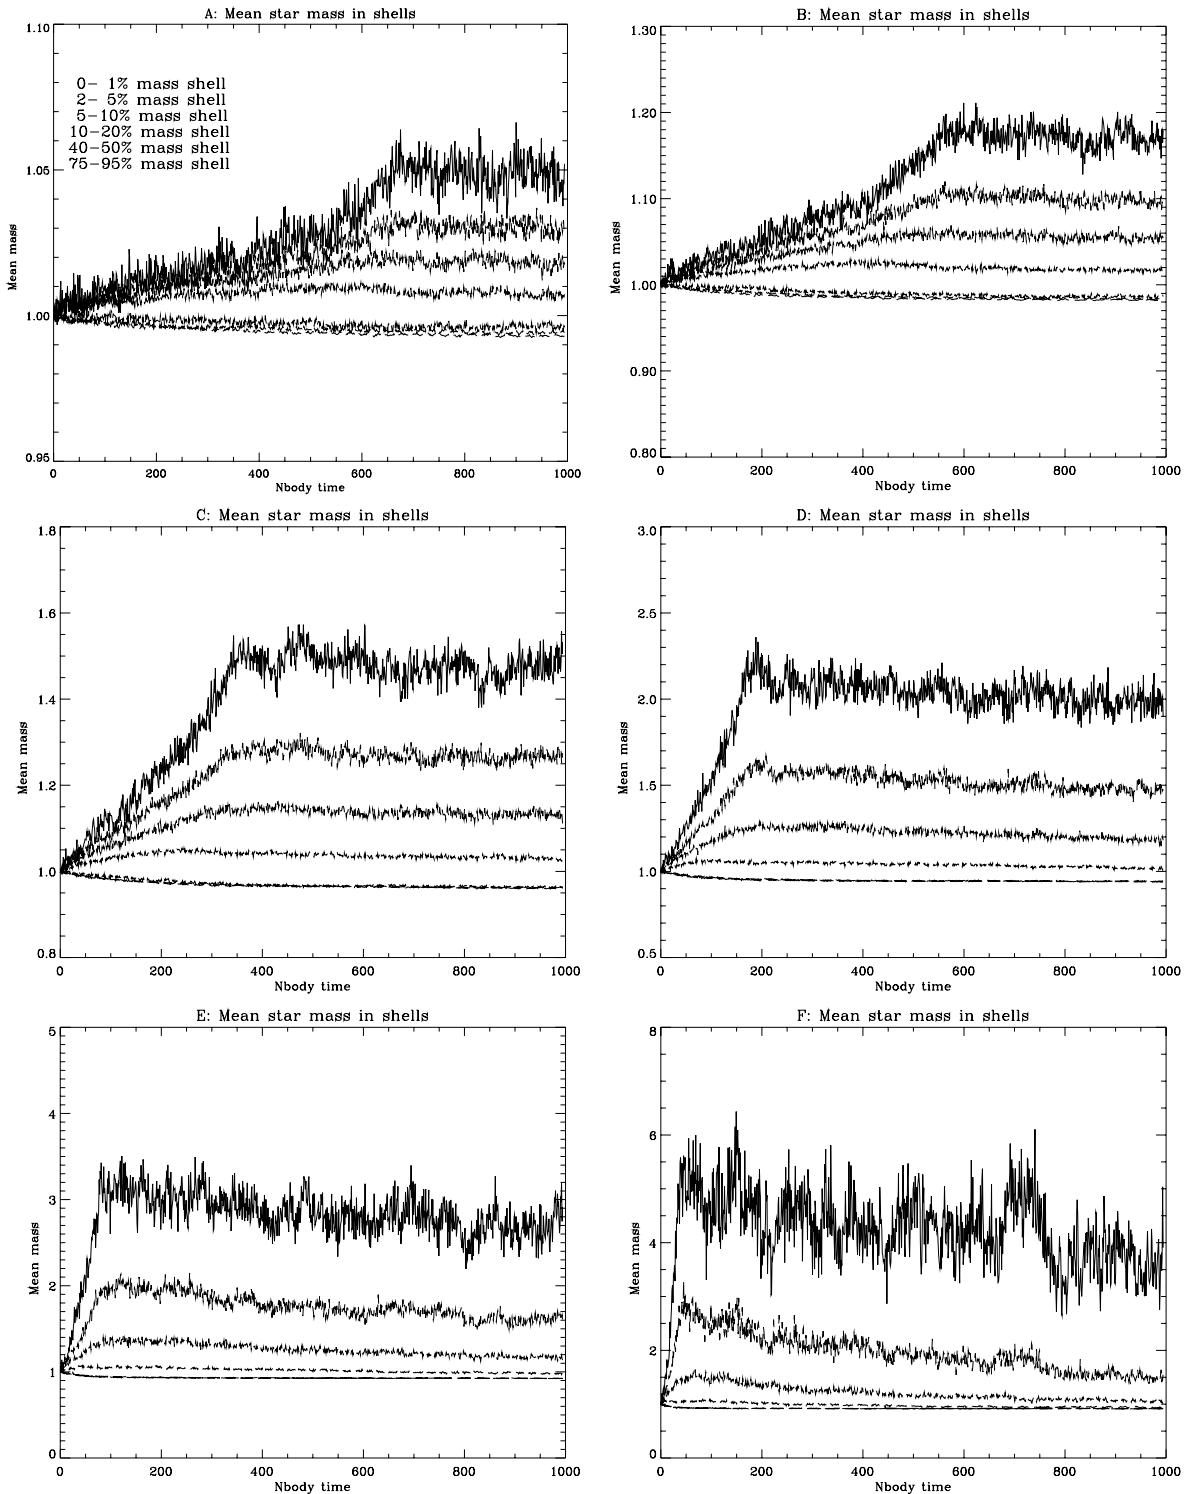 A: Mean star mass in shells
1.10
1.05
1.00
0.95
Mean mass
0- 1% mass shell
2- 5% mass shell
5-10% mass shell
10-20% mass shell
40-50% mass shell
75-95% mass shell
0 200 400 600 800 1000
Nbody time
B: Mean star mass in shells
1.30
1.20
1.10
1.00
0.90
0.80
Mean mass
0 200 400 600 800 1000
Nbody time
C: Mean star mass in shells
1.8
1.6
1.4
1.2
1.0
0.8
Mean mass
0 200 400 600 800 1000
Nbody time
D: Mean star mass in shells
3.0
2.5
2.0
1.5
1.0
0.5
Mean mass
0 200 400 600 800 1000
Nbody time
E: Mean star mass in shells
5
4
3
2
1
0
Mean mass
0 200 400 600 800 1000
Nbody time
F: Mean star mass in shells
8
6
4
2
0
Mean mass
0 200 400 600 800 1000
Nbody time